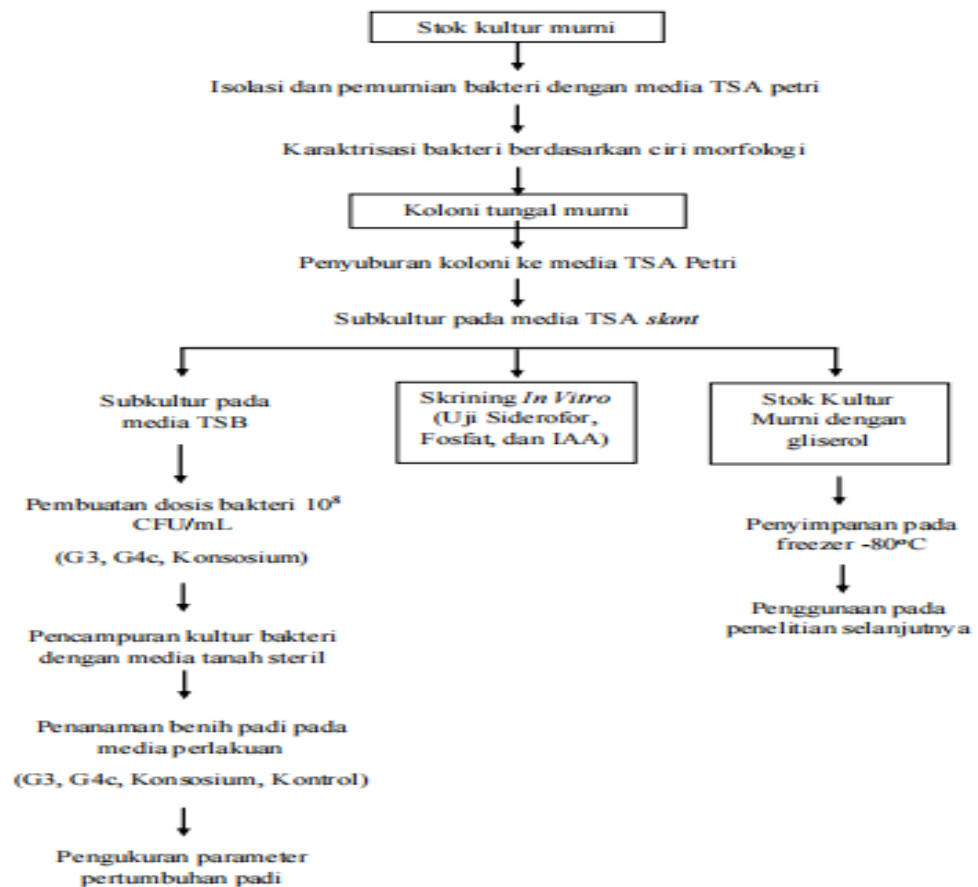 Stok kultur murni
Isolasi dan pemurnian bakteri dengan media TSA petri
Karaktrisasi bakteri berdasarkan ciri morfologi
Koloni tungal murni
Penyuburan koloni ke media TSA Petri
Subkultur pada media TSA slant
Subkultur pada
media TSB
Pembuatan dosis bakteri 10⁸
CFU/mL
(G3, G4c, Konsosium)
Pencampuran kultur bakteri
dengan media tanah steril
Penanaman benih padi pada
media perlakuan
(G3, G4c, Konsosium, Kontrol)
Pengukuran parameter
pertumbuhan padi
Skrining In Vitro
(Uji Siderofor,
Fosfat, dan IAA)
Stok Kultur
Murni dengan
gliserol
Penyimpanan pada
freezer -80°C
Penggunaan pada
penelitian selanjutnya